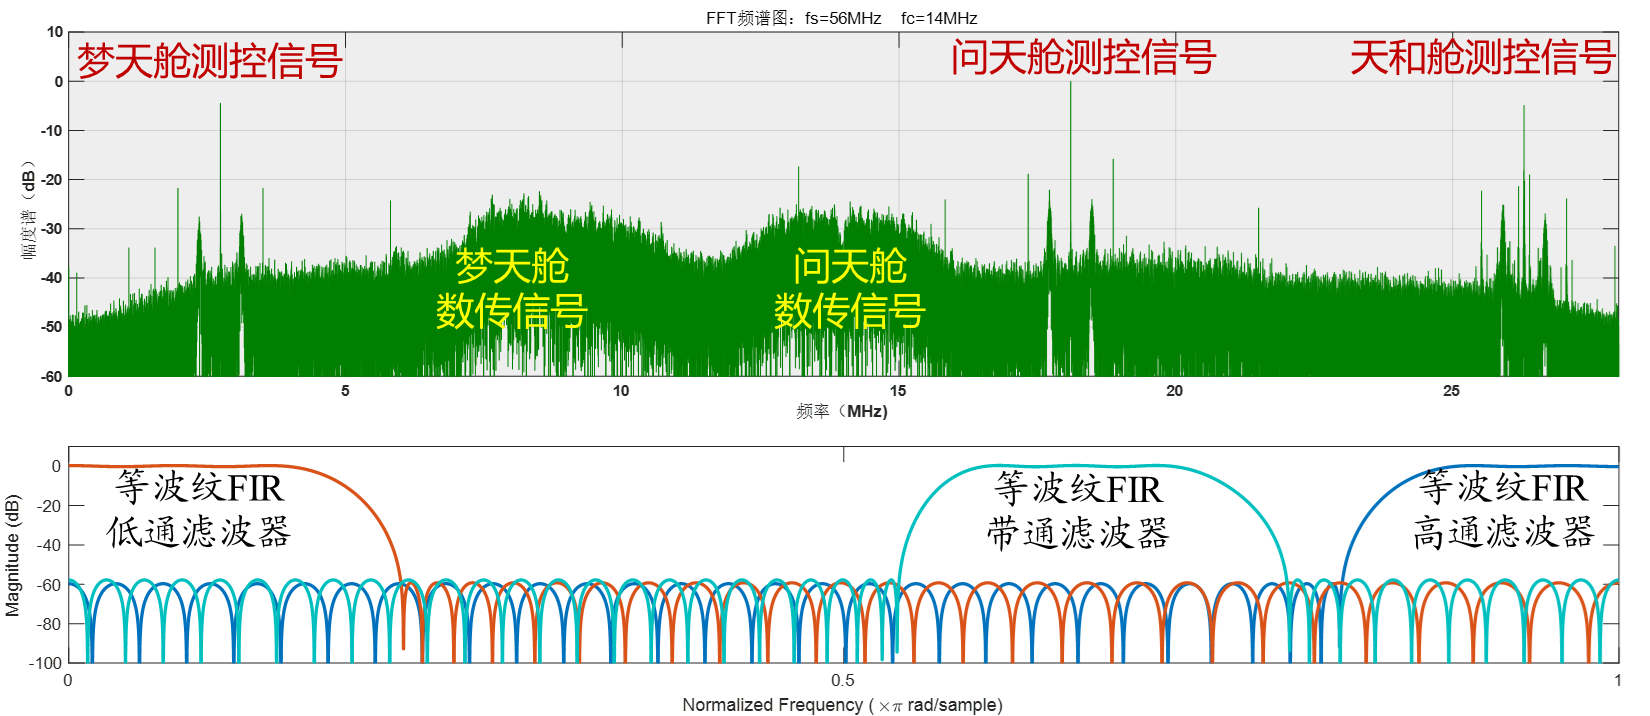 FFT频谱图：fs=56MHz fc=14MHz
梦天舱测控信号
问天舱测控信号
天和舱测控信号
10
0
-10
-20
-30
-40
-50
-60
幅度谱（dB）
梦天舱
数传信号
问天舱
数传信号
0 5 10 15 20 25
频率（MHz)
0
-20
-40
-60
-80
-100
Magnitude (dB)
等波纹FIR
低通滤波器
等波纹FIR
带通滤波器
等波纹FIR
高通滤波器
0 0.5 1
Normalized Frequency ( ×π rad/sample)